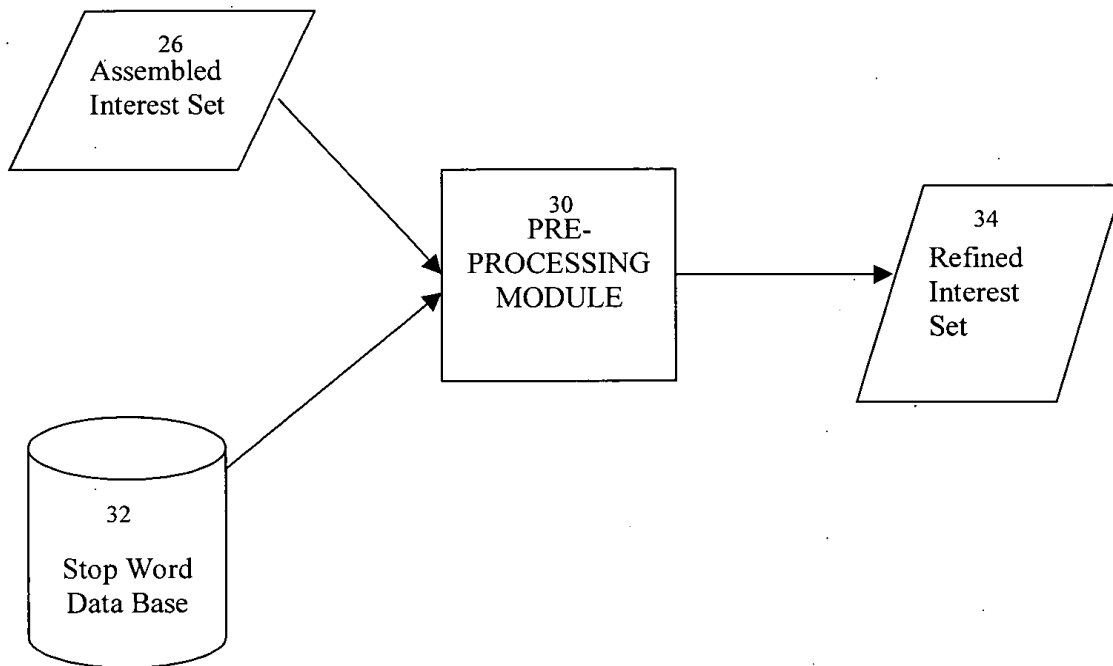 26
Assembled
Interest Set
30
PRE-
PROCESSING
MODULE
34
Refined
Interest
Set
32
Stop Word
Data Base